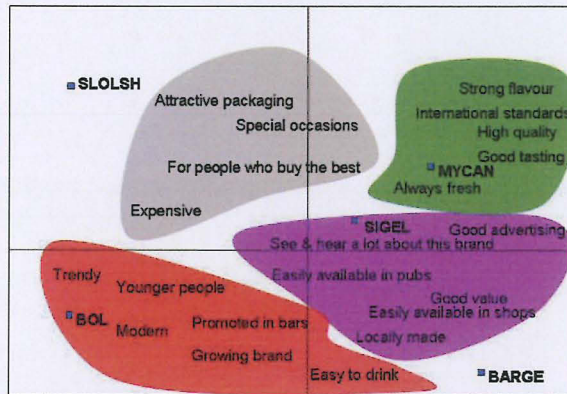 SLOLSH
Attractive packaging
Special occasions
For people who buy the best
Expensive
Strong flavour
International standards
High quality
Good tasting
MYCAN
Always fresh
SIGEL
Good advertising
See & hear a lot about this brand
Easily available in pubs
Good value
Easily available in shops
Locally made
Trendy
Younger people
BOL
Modern
Promoted in bars
Growing brand
Easy to drink
BARGE